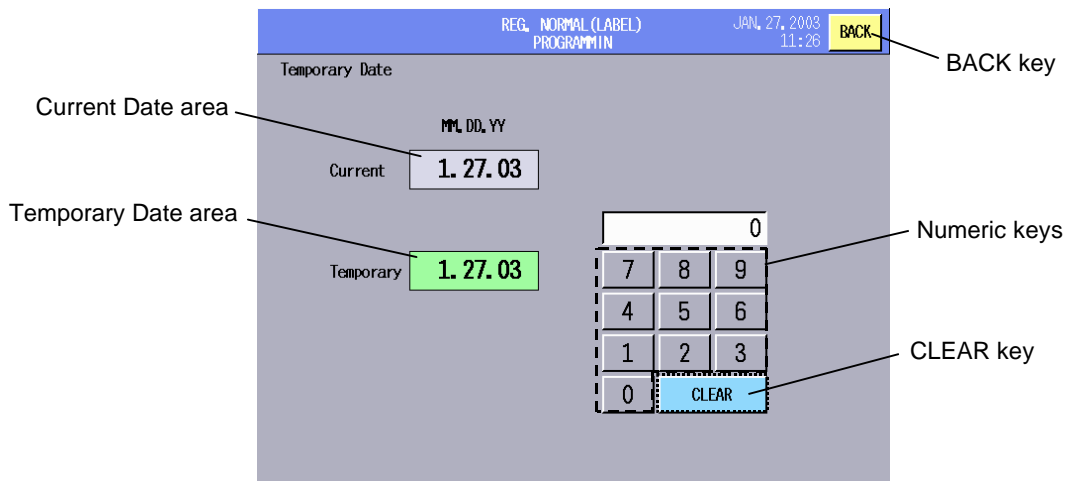 REG. NORMAL(LABEL)
PROGRAMMIN
JAN. 27. 2003
11:26
BACK
BACK key
Temporary Date
Current Date area
MM. DD. YY
Current
1. 27. 03
Temporary Date area
Temporary
1. 27. 03
0
Numeric keys
7 8 9
4 5 6
1 2 3
CLEAR key
0 CLEAR